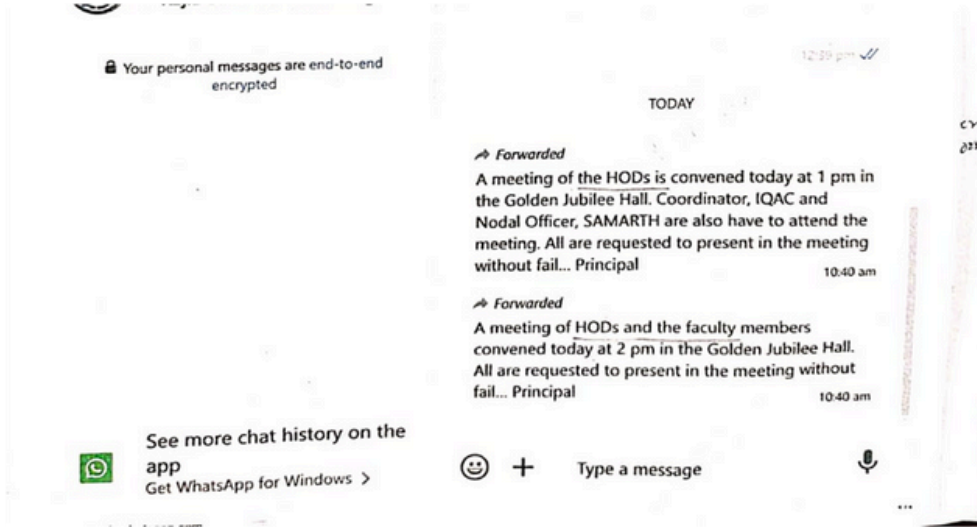 Your personal messages are end-to-end
encrypted
See more chat history on the
app
Get WhatsApp for Windows >
12:59 pm
TODAY
Forwarded
A meeting of the HODs is convened today at 1 pm in
the Golden Jubilee Hall. Coordinator, IQAC and
Nodal Officer, SAMARTH are also have to attend the
meeting. All are requested to present in the meeting
without fail... Principal
10:40 am
Forwarded
A meeting of HODs and the faculty members
convened today at 2 pm in the Golden Jubilee Hall.
All are requested to present in the meeting without
fail... Principal
10:40 am
Type a message
...